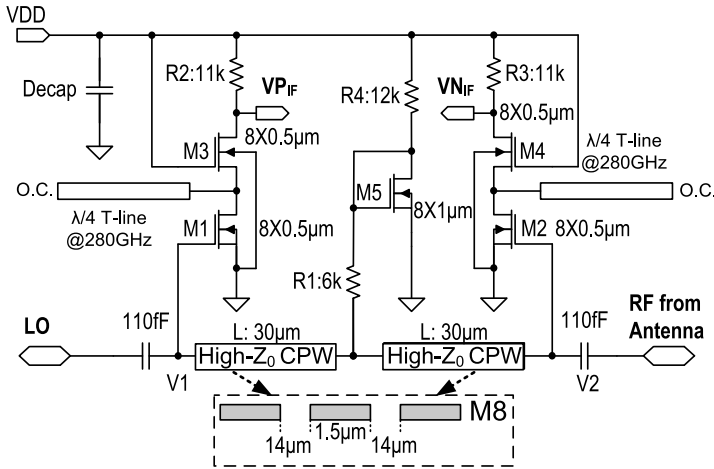 VDD
Decap
R2:11k
VP_IF
R4:12k
VN_IF
R3:11k
8X0.5µm
8X0.5µm
M3
M4
λ/4 T-line
@280GHz
O.C.
O.C.
λ/4 T-line
@280GHz
M5
8X1µm
M1
8X0.5µm
M2
8X0.5µm
R1:6k
LO
110fF
L: 30µm
L: 30µm
110fF
RF from
Antenna
High-Z₀ CPW
High-Z₀ CPW
V1
V2
M8
14µm
1.5µm
14µm